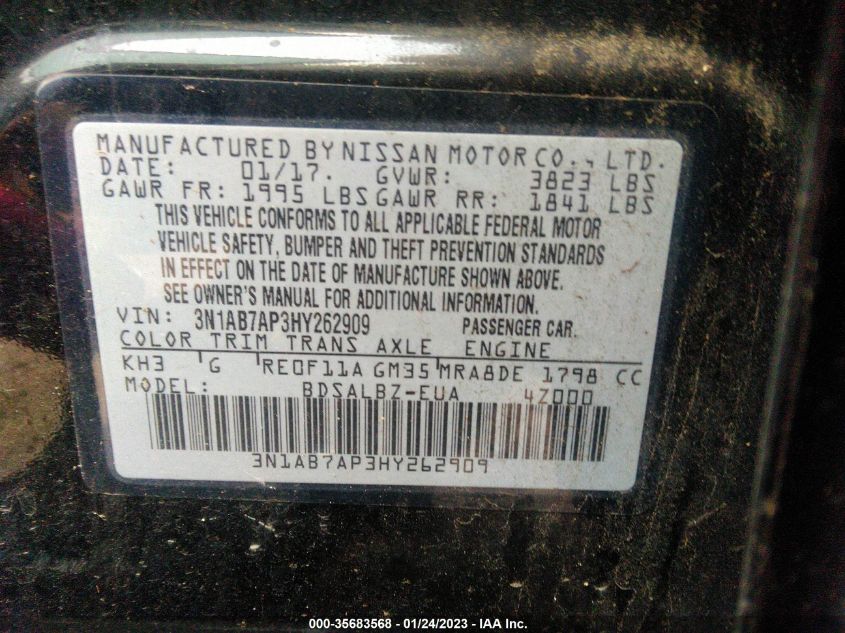 MANUFACTURED BY NISSAN MOTOR CO., LTD.
DATE: 01/17. GVWR: 3823 LBS
GAWR FR: 1995 LBS GAWR RR: 1841 LBS
THIS VEHICLE CONFORMS TO ALL APPLICABLE FEDERAL MOTOR
VEHICLE SAFETY, BUMPER AND THEFT PREVENTION STANDARDS
IN EFFECT ON THE DATE OF MANUFACTURE SHOWN ABOVE.
SEE OWNER'S MANUAL FOR ADDITIONAL INFORMATION.
VIN: 3N1AB7AP3HY262909 PASSENGER CAR.
COLOR TRIM TRANS AXLE ENGINE
KH3 G RE0F11A GM35 MRA8DE 1798 CC
MODEL: BDSALBZ-EUA 4Z000
3N1AB7AP3HY262909
000-35683568 - 01/24/2023 - IAA Inc.